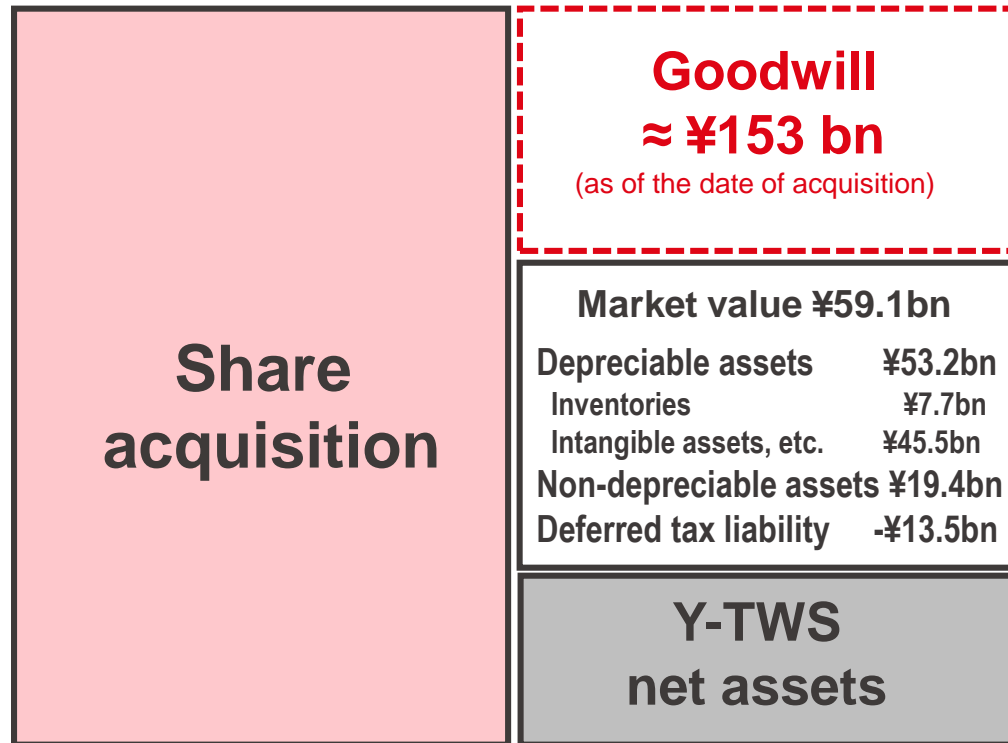 Share
acquisition
Goodwill
≈ ¥153 bn
(as of the date of acquisition)
Market value ¥59.1bn
Depreciable assets ¥53.2bn
Inventories ¥7.7bn
Intangible assets, etc. ¥45.5bn
Non-depreciable assets ¥19.4bn
Deferred tax liability -¥13.5bn
Y-TWS
net assets